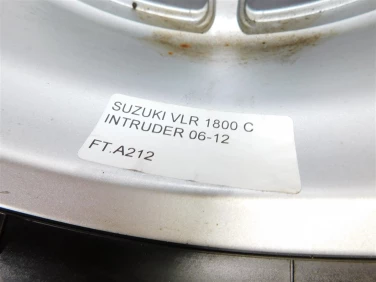 SUZUKI VLR 1800 C
INTRUDER 06-12
FT.A212